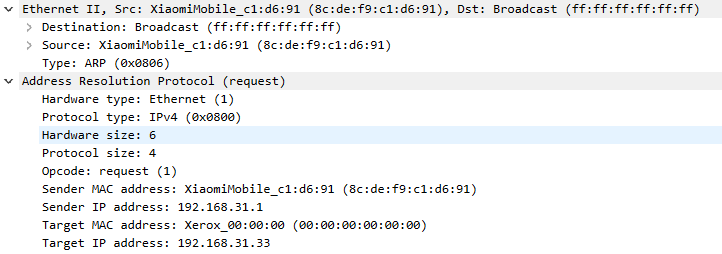 Ethernet II, Src: XiaomiMobile_c1:d6:91 (8c:de:f9:c1:d6:91), Dst: Broadcast (ff:ff:ff:ff:ff:ff)
Destination: Broadcast (ff:ff:ff:ff:ff:ff)
Source: XiaomiMobile_c1:d6:91 (8c:de:f9:c1:d6:91)
Type: ARP (0x0806)
Address Resolution Protocol (request)
Hardware type: Ethernet (1)
Protocol type: IPv4 (0x0800)
Hardware size: 6
Protocol size: 4
Opcode: request (1)
Sender MAC address: XiaomiMobile_c1:d6:91 (8c:de:f9:c1:d6:91)
Sender IP address: 192.168.31.1
Target MAC address: Xerox_00:00:00 (00:00:00:00:00:00)
Target IP address: 192.168.31.33